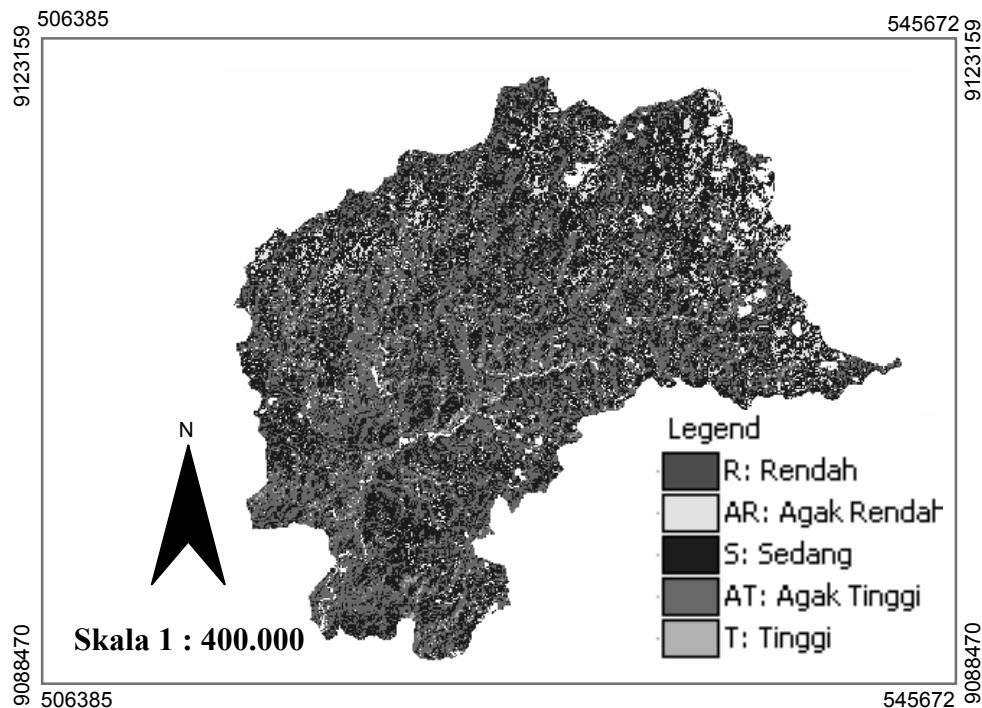 506385
545672
9123159
9123159
N
Legend
R: Rendah
AR: Agak Rendah
S: Sedang
AT: Agak Tinggi
T: Tinggi
Skala 1 : 400.000
9088470
9088470
506385
545672